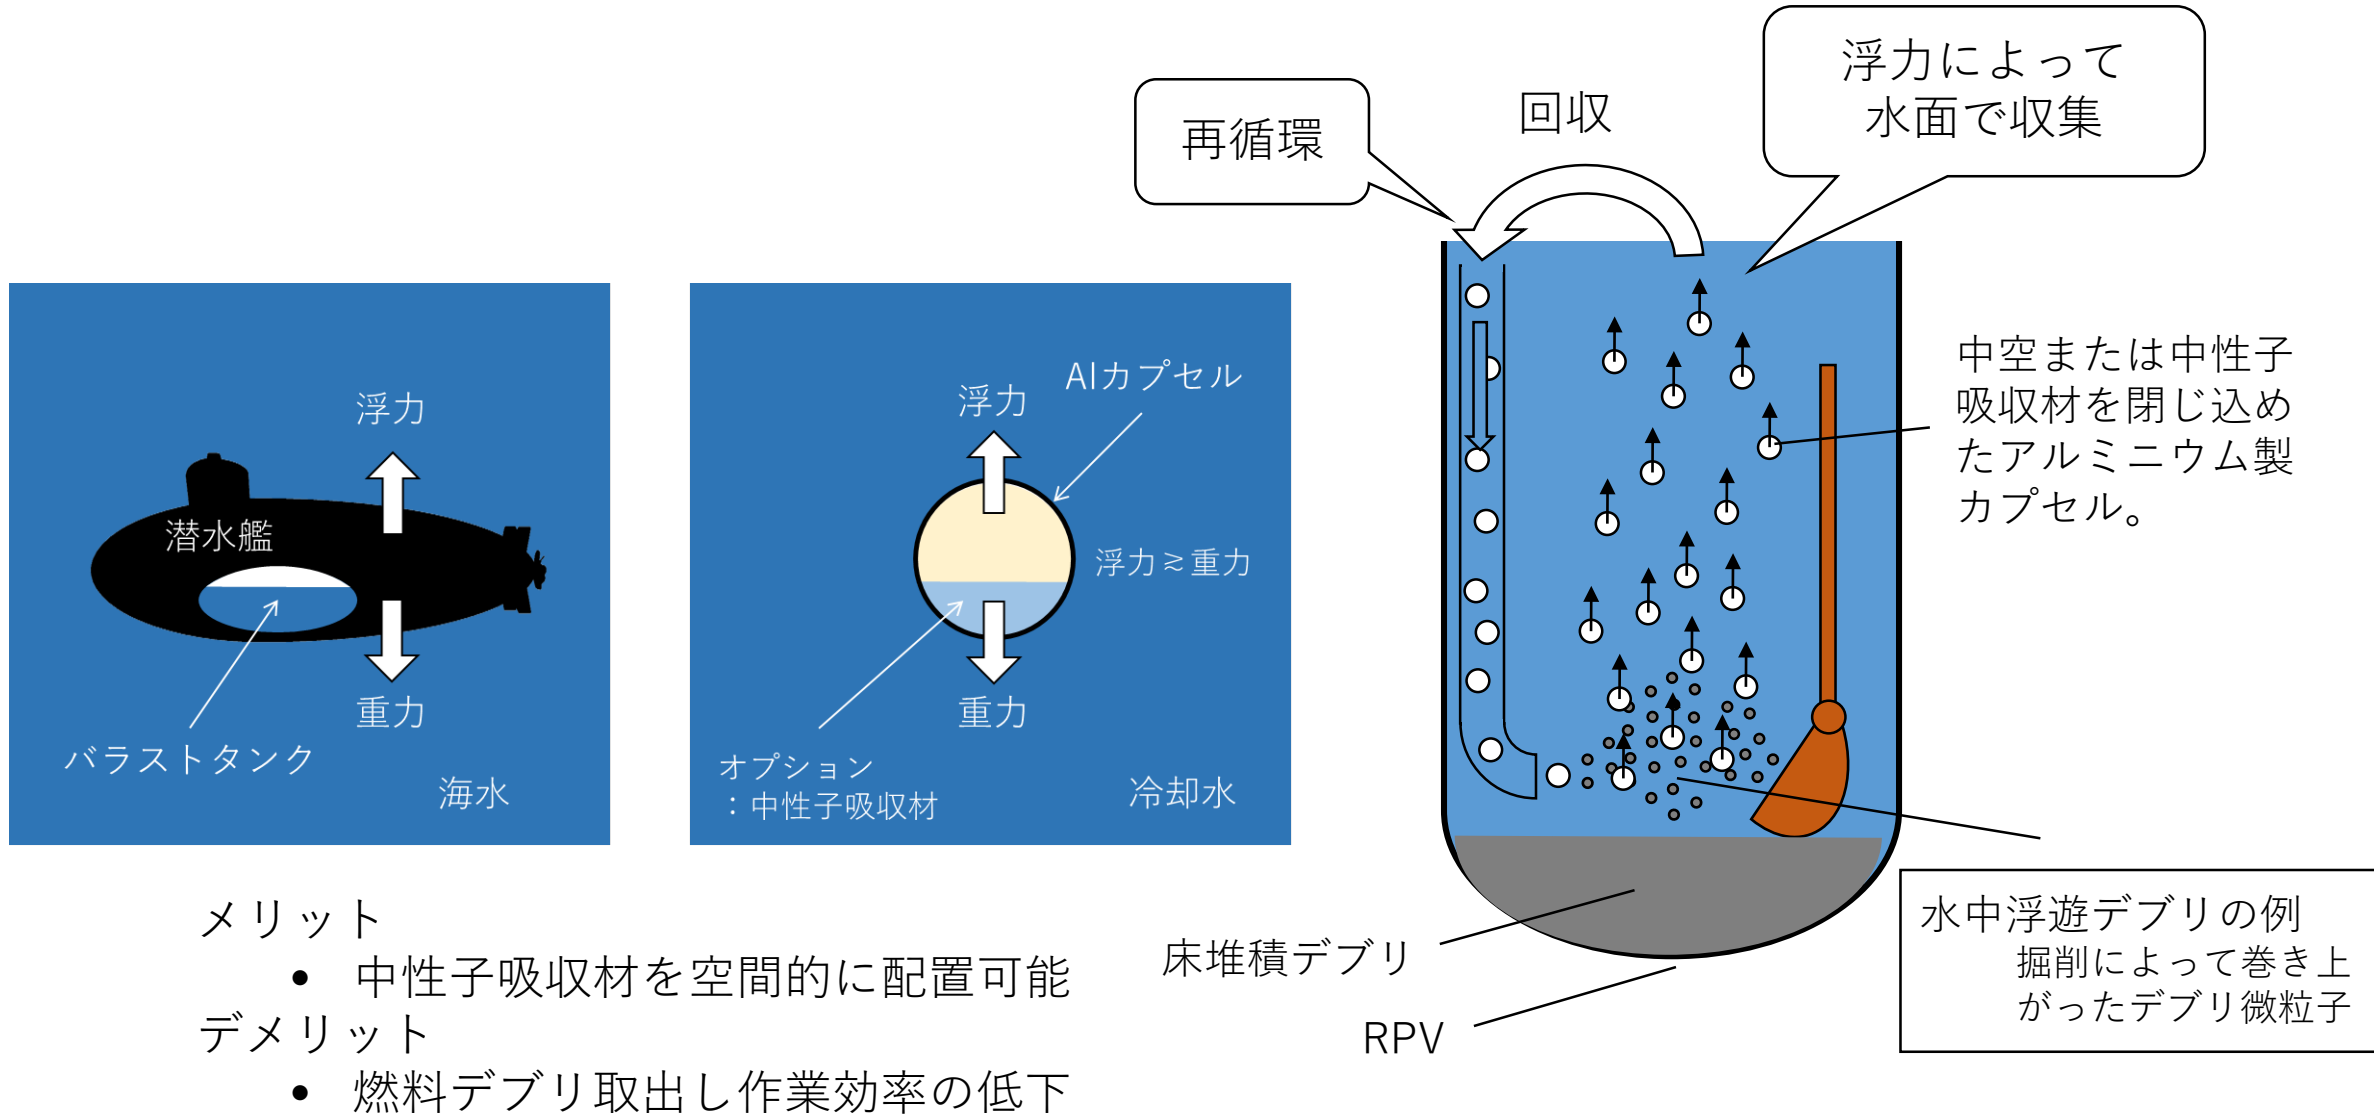 再循環
回収
浮力によって
水面で収集
浮力
潜水艦
重力
バラストタンク
海水
浮力
Alカプセル
浮力≳重力
重力
オプション
：中性子吸収材
冷却水
中空または中性子
吸収材を閉じ込め
たアルミニウム製
カプセル。
床堆積デブリ
RPV
水中浮遊デブリの例
掘削によって巻き上
がったデブリ微粒子
メリット
• 中性子吸収材を空間的に配置可能
デメリット
• 燃料デブリ取出し作業効率の低下